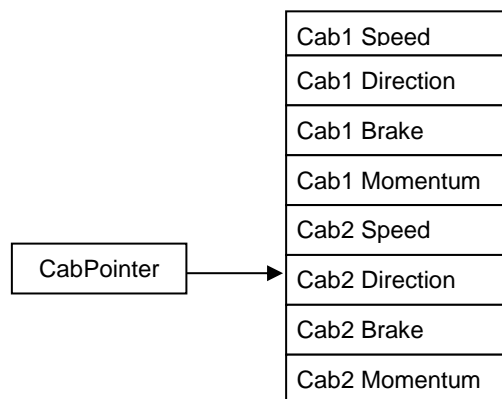 Cab1 Speed
Cab1 Direction
Cab1 Brake
Cab1 Momentum
Cab2 Speed
CabPointer
Cab2 Direction
Cab2 Brake
Cab2 Momentum